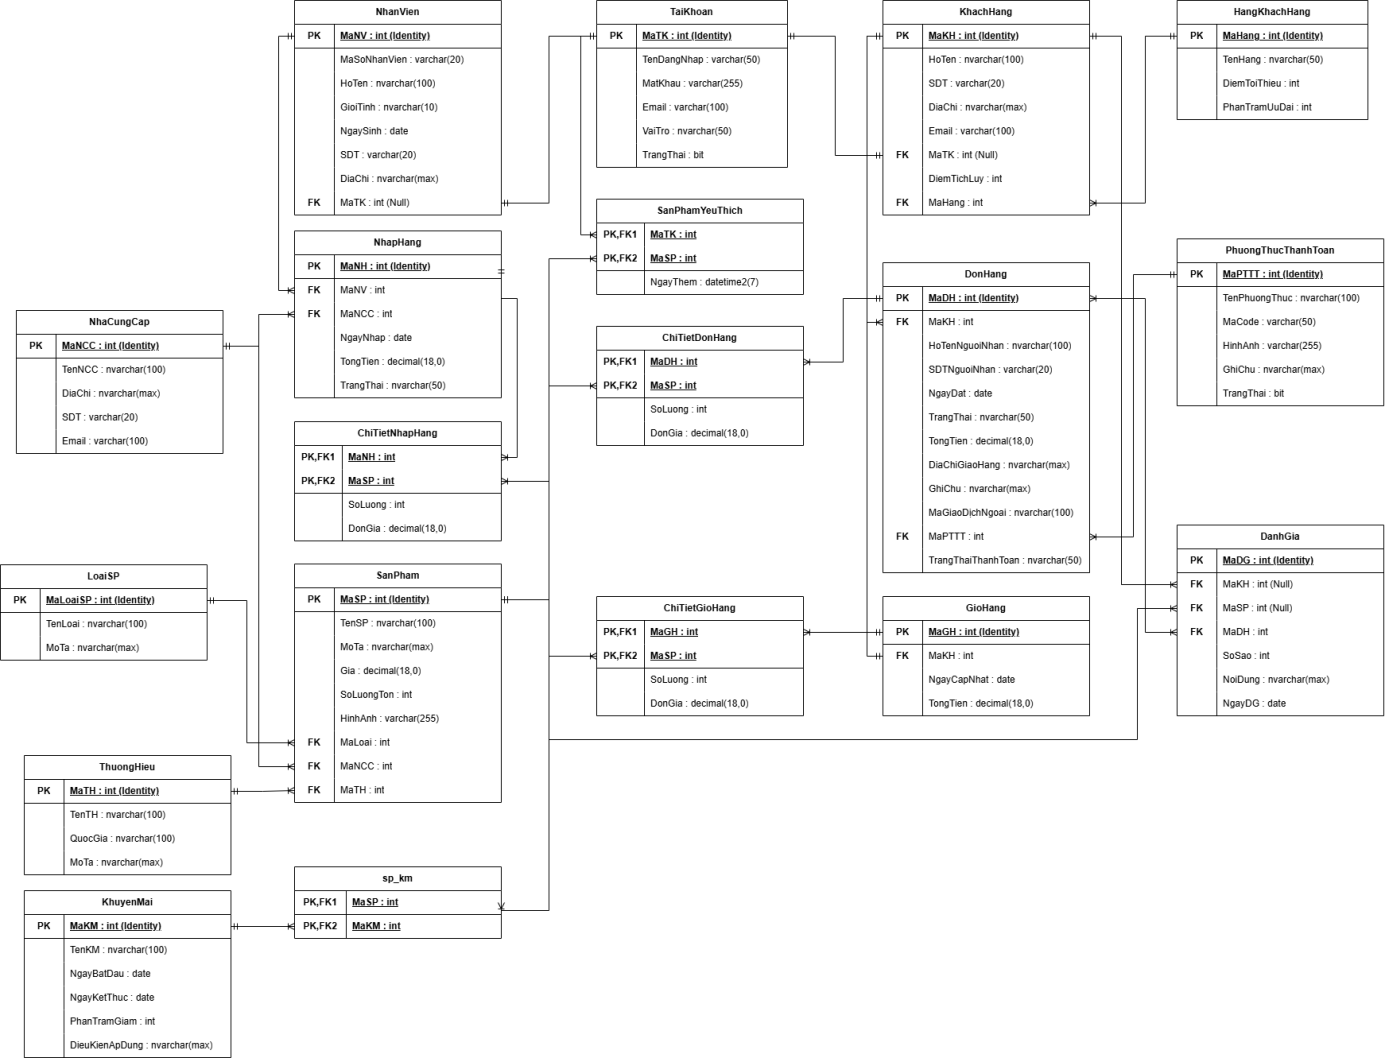 NhanVien
PK MaNV : int (Identity)
MaSoNhanVien : varchar(20)
HoTen : nvarchar(100)
GioiTinh : nvarchar(10)
NgaySinh : date
SDT : varchar(20)
DiaChi : nvarchar(max)
FK MaTK : int (Null)
TaiKhoan
PK MaTK : int (Identity)
TenDangNhap : varchar(50)
MatKhau : varchar(255)
Email : varchar(100)
VaiTro : nvarchar(50)
TrangThai : bit
KhachHang
PK MaKH : int (Identity)
HoTen : nvarchar(100)
SDT : varchar(20)
DiaChi : nvarchar(max)
Email : varchar(100)
FK MaTK : int (Null)
DiemTichLuy : int
FK MaHang : int
HangKhachHang
PK MaHang : int (Identity)
TenHang : nvarchar(50)
DiemToiThieu : int
PhanTramUuDai : int
SanPhamYeuThich
PK,FK1 MaTK : int
PK,FK2 MaSP : int
NgayThem : datetime2(7)
NhapHang
PK MaNH : int (Identity)
FK MaNV : int
FK MaNCC : int
NgayNhap : date
TongTien : decimal(18,0)
TrangThai : nvarchar(50)
PhuongThucThanhToan
PK MaPTTT : int (Identity)
TenPhuongThuc : nvarchar(100)
MaCode : varchar(50)
HinhAnh : varchar(255)
GhiChu : nvarchar(max)
TrangThai : bit
DonHang
PK MaDH : int (Identity)
FK MaKH : int
HoTenNguoiNhan : nvarchar(100)
SDTNguoiNhan : varchar(20)
NgayDat : date
TrangThai : nvarchar(50)
TongTien : decimal(18,0)
DiaChiGiaoHang : nvarchar(max)
GhiChu : nvarchar(max)
MaGiaoDichNgoai : nvarchar(100)
FK MaPTTT : int
TrangThaiThanhToan : nvarchar(50)
NhaCungCap
PK MaNCC : int (Identity)
TenNCC : nvarchar(100)
DiaChi : nvarchar(max)
SDT : varchar(20)
Email : varchar(100)
ChiTietDonHang
PK,FK1 MaDH : int
PK,FK2 MaSP : int
SoLuong : int
DonGia : decimal(18,0)
ChiTietNhapHang
PK,FK1 MaNH : int
PK,FK2 MaSP : int
SoLuong : int
DonGia : decimal(18,0)
DanhGia
PK MaDG : int (Identity)
FK MaKH : int (Null)
FK MaSP : int (Null)
FK MaDH : int
SoSao : int
NoiDung : nvarchar(max)
NgayDG : date
LoaiSP
PK MaLoaiSP : int (Identity)
TenLoai : nvarchar(100)
MoTa : nvarchar(max)
SanPham
PK MaSP : int (Identity)
TenSP : nvarchar(100)
MoTa : nvarchar(max)
Gia : decimal(18,0)
SoLuongTon : int
HinhAnh : varchar(255)
FK MaLoai : int
FK MaNCC : int
FK MaTH : int
ChiTietGioHang
PK,FK1 MaGH : int
PK,FK2 MaSP : int
SoLuong : int
DonGia : decimal(18,0)
GioHang
PK MaGH : int (Identity)
FK MaKH : int
NgayCapNhat : date
TongTien : decimal(18,0)
ThuongHieu
PK MaTH : int (Identity)
TenTH : nvarchar(100)
QuocGia : nvarchar(100)
MoTa : nvarchar(max)
sp_km
PK,FK1 MaSP : int
PK,FK2 MaKM : int
KhuyenMai
PK MaKM : int (Identity)
TenKM : nvarchar(100)
NgayBatDau : date
NgayKetThuc : date
PhanTramGiam : int
DieuKienApDung : nvarchar(max)